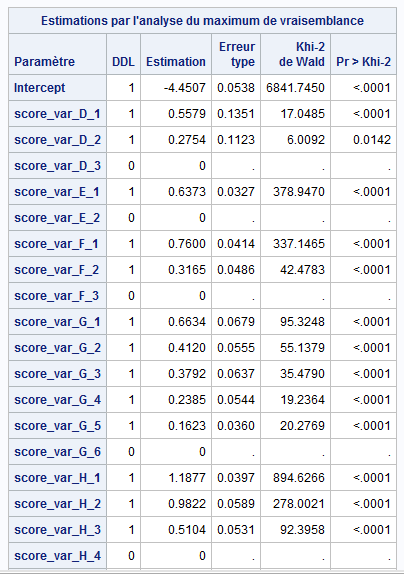 Estimations par l'analyse du maximum de vraisemblance
Paramètre DDL Estimation Erreur type Khi-2 de Wald Pr > Khi-2
Intercept 1 -4.4507 0.0538 6841.7450 <.0001
score_var_D_1 1 0.5579 0.1351 17.0485 <.0001
score_var_D_2 1 0.2754 0.1123 6.0092 0.0142
score_var_D_3 0 0 . . .
score_var_E_1 1 0.6373 0.0327 378.9470 <.0001
score_var_E_2 0 0 . . .
score_var_F_1 1 0.7600 0.0414 337.1465 <.0001
score_var_F_2 1 0.3165 0.0486 42.4783 <.0001
score_var_F_3 0 0 . . .
score_var_G_1 1 0.6634 0.0679 95.3248 <.0001
score_var_G_2 1 0.4120 0.0555 55.1379 <.0001
score_var_G_3 1 0.3792 0.0637 35.4790 <.0001
score_var_G_4 1 0.2385 0.0544 19.2364 <.0001
score_var_G_5 1 0.1623 0.0360 20.2769 <.0001
score_var_G_6 0 0 . . .
score_var_H_1 1 1.1877 0.0397 894.6266 <.0001
score_var_H_2 1 0.9822 0.0589 278.0021 <.0001
score_var_H_3 1 0.5104 0.0531 92.3958 <.0001
score_var_H_4 0 0 . . .